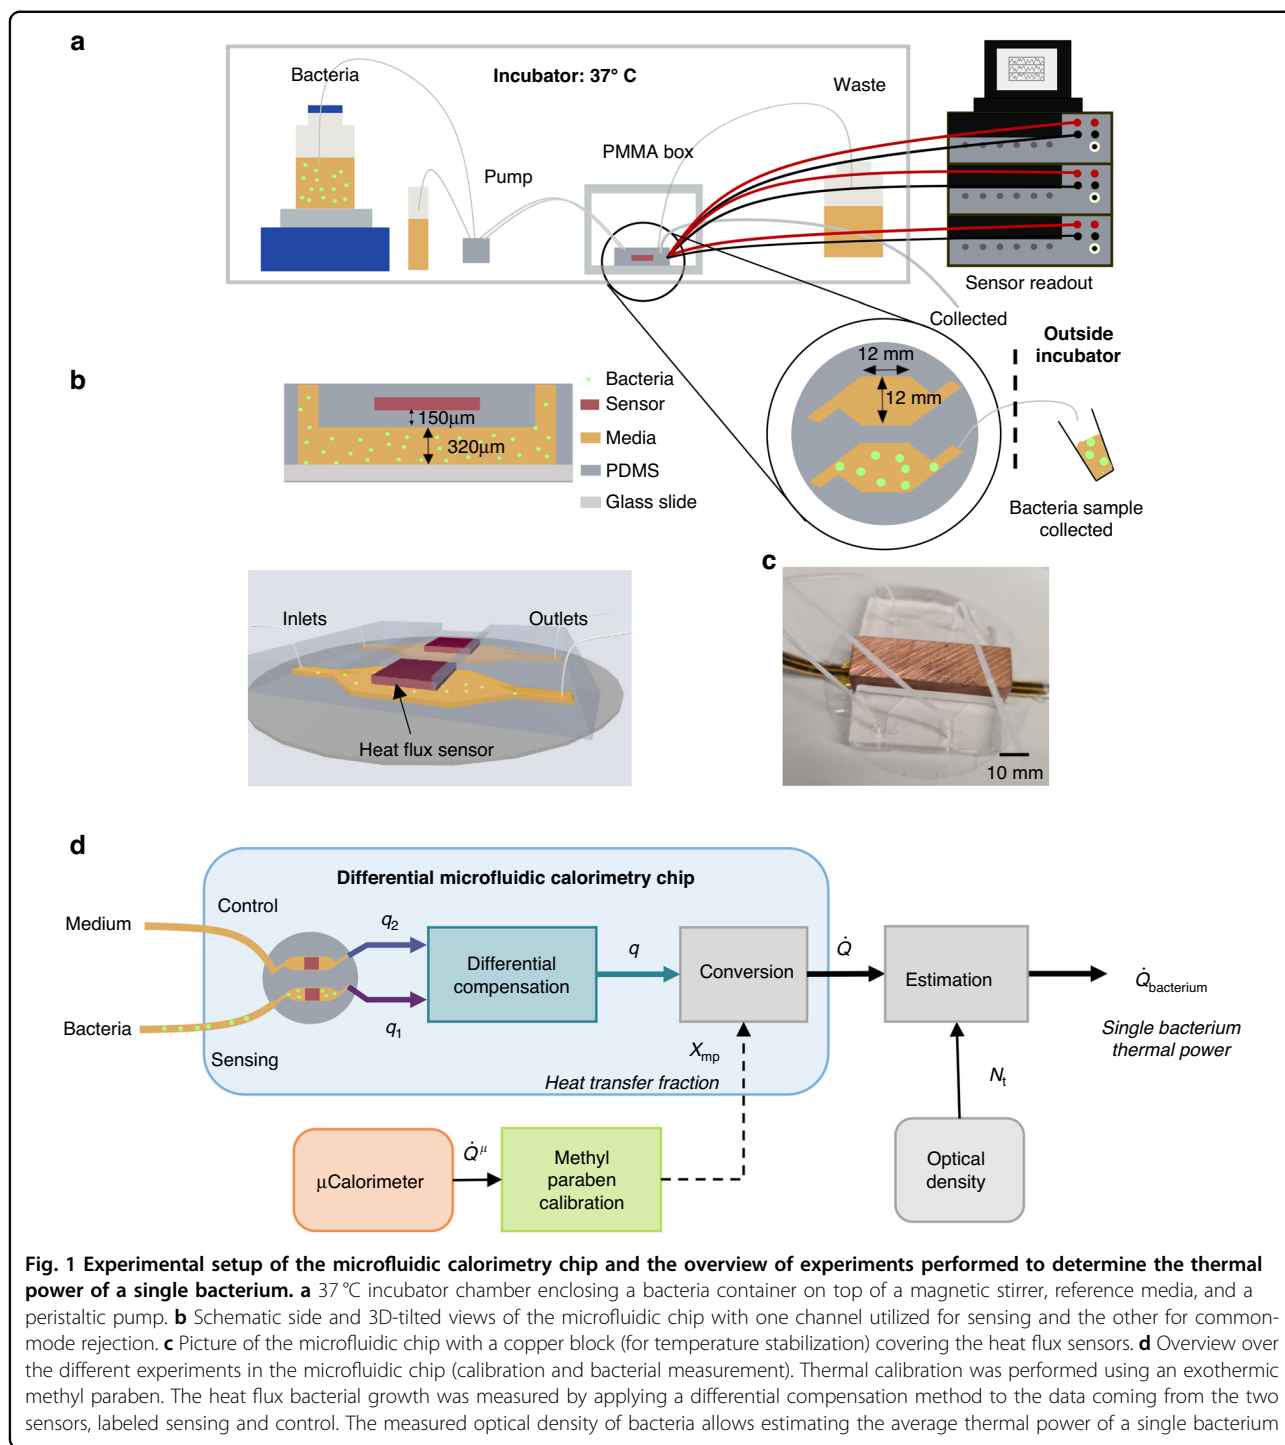 a
Bacteria
Incubator: 37° C
Waste
PMMA box
Pump
Sensor readout
Collected
Outside
incubator
12 mm
12 mm
Bacteria sample
collected
b
150μm
320μm
Bacteria
Sensor
Media
PDMS
Glass slide
Inlets
Outlets
Heat flux sensor
c
10 mm
d
Differential microfluidic calorimetry chip
Medium
Control
q2
Differential
compensation
q
Conversion
Q̇
Estimation
Q̇bacterium
Bacteria
q1
Sensing
Xmp
Heat transfer fraction
Single bacterium
thermal power
Nt
μCalorimeter
Q̇μ
Methyl
paraben
calibration
Optical
density
Fig. 1 Experimental setup of the microfluidic calorimetry chip and the overview of experiments performed to determine the thermal
power of a single bacterium. a 37 °C incubator chamber enclosing a bacteria container on top of a magnetic stirrer, reference media, and a
peristaltic pump. b Schematic side and 3D-tilted views of the microfluidic chip with one channel utilized for sensing and the other for common-
mode rejection. c Picture of the microfluidic chip with a copper block (for temperature stabilization) covering the heat flux sensors. d Overview over
the different experiments in the microfluidic chip (calibration and bacterial measurement). Thermal calibration was performed using an exothermic
methyl paraben. The heat flux bacterial growth was measured by applying a differential compensation method to the data coming from the two
sensors, labeled sensing and control. The measured optical density of bacteria allows estimating the average thermal power of a single bacterium